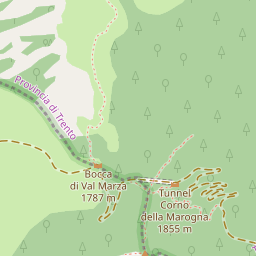 Provincia di Trento
Bocca
di Val Marza
1787 m
Tunnel
Corno
della Marogna
1855 m